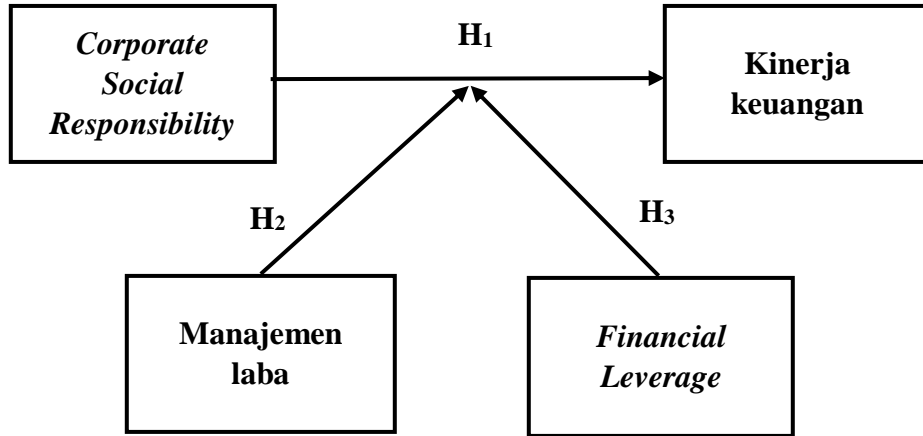 H₁
Corporate
Social
Responsibility
Kinerja
keuangan
H₂
H₃
Manajemen
laba
Financial
Leverage